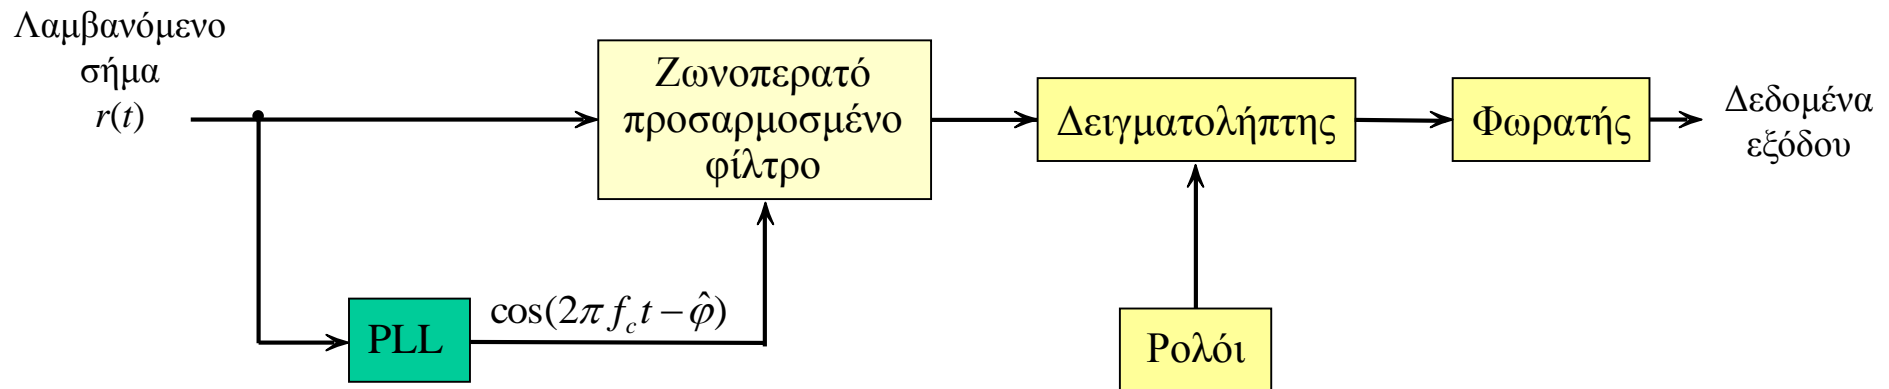 Λαμβανόμενο
σήμα
r(t)
Ζωνοπερατό
προσαρμοσμένο
φίλτρο
Δειγματολήπτης
Φωρατής
Δεδομένα
εξόδου
PLL
cos(2π f_c t − φ̂)
Ρολόι